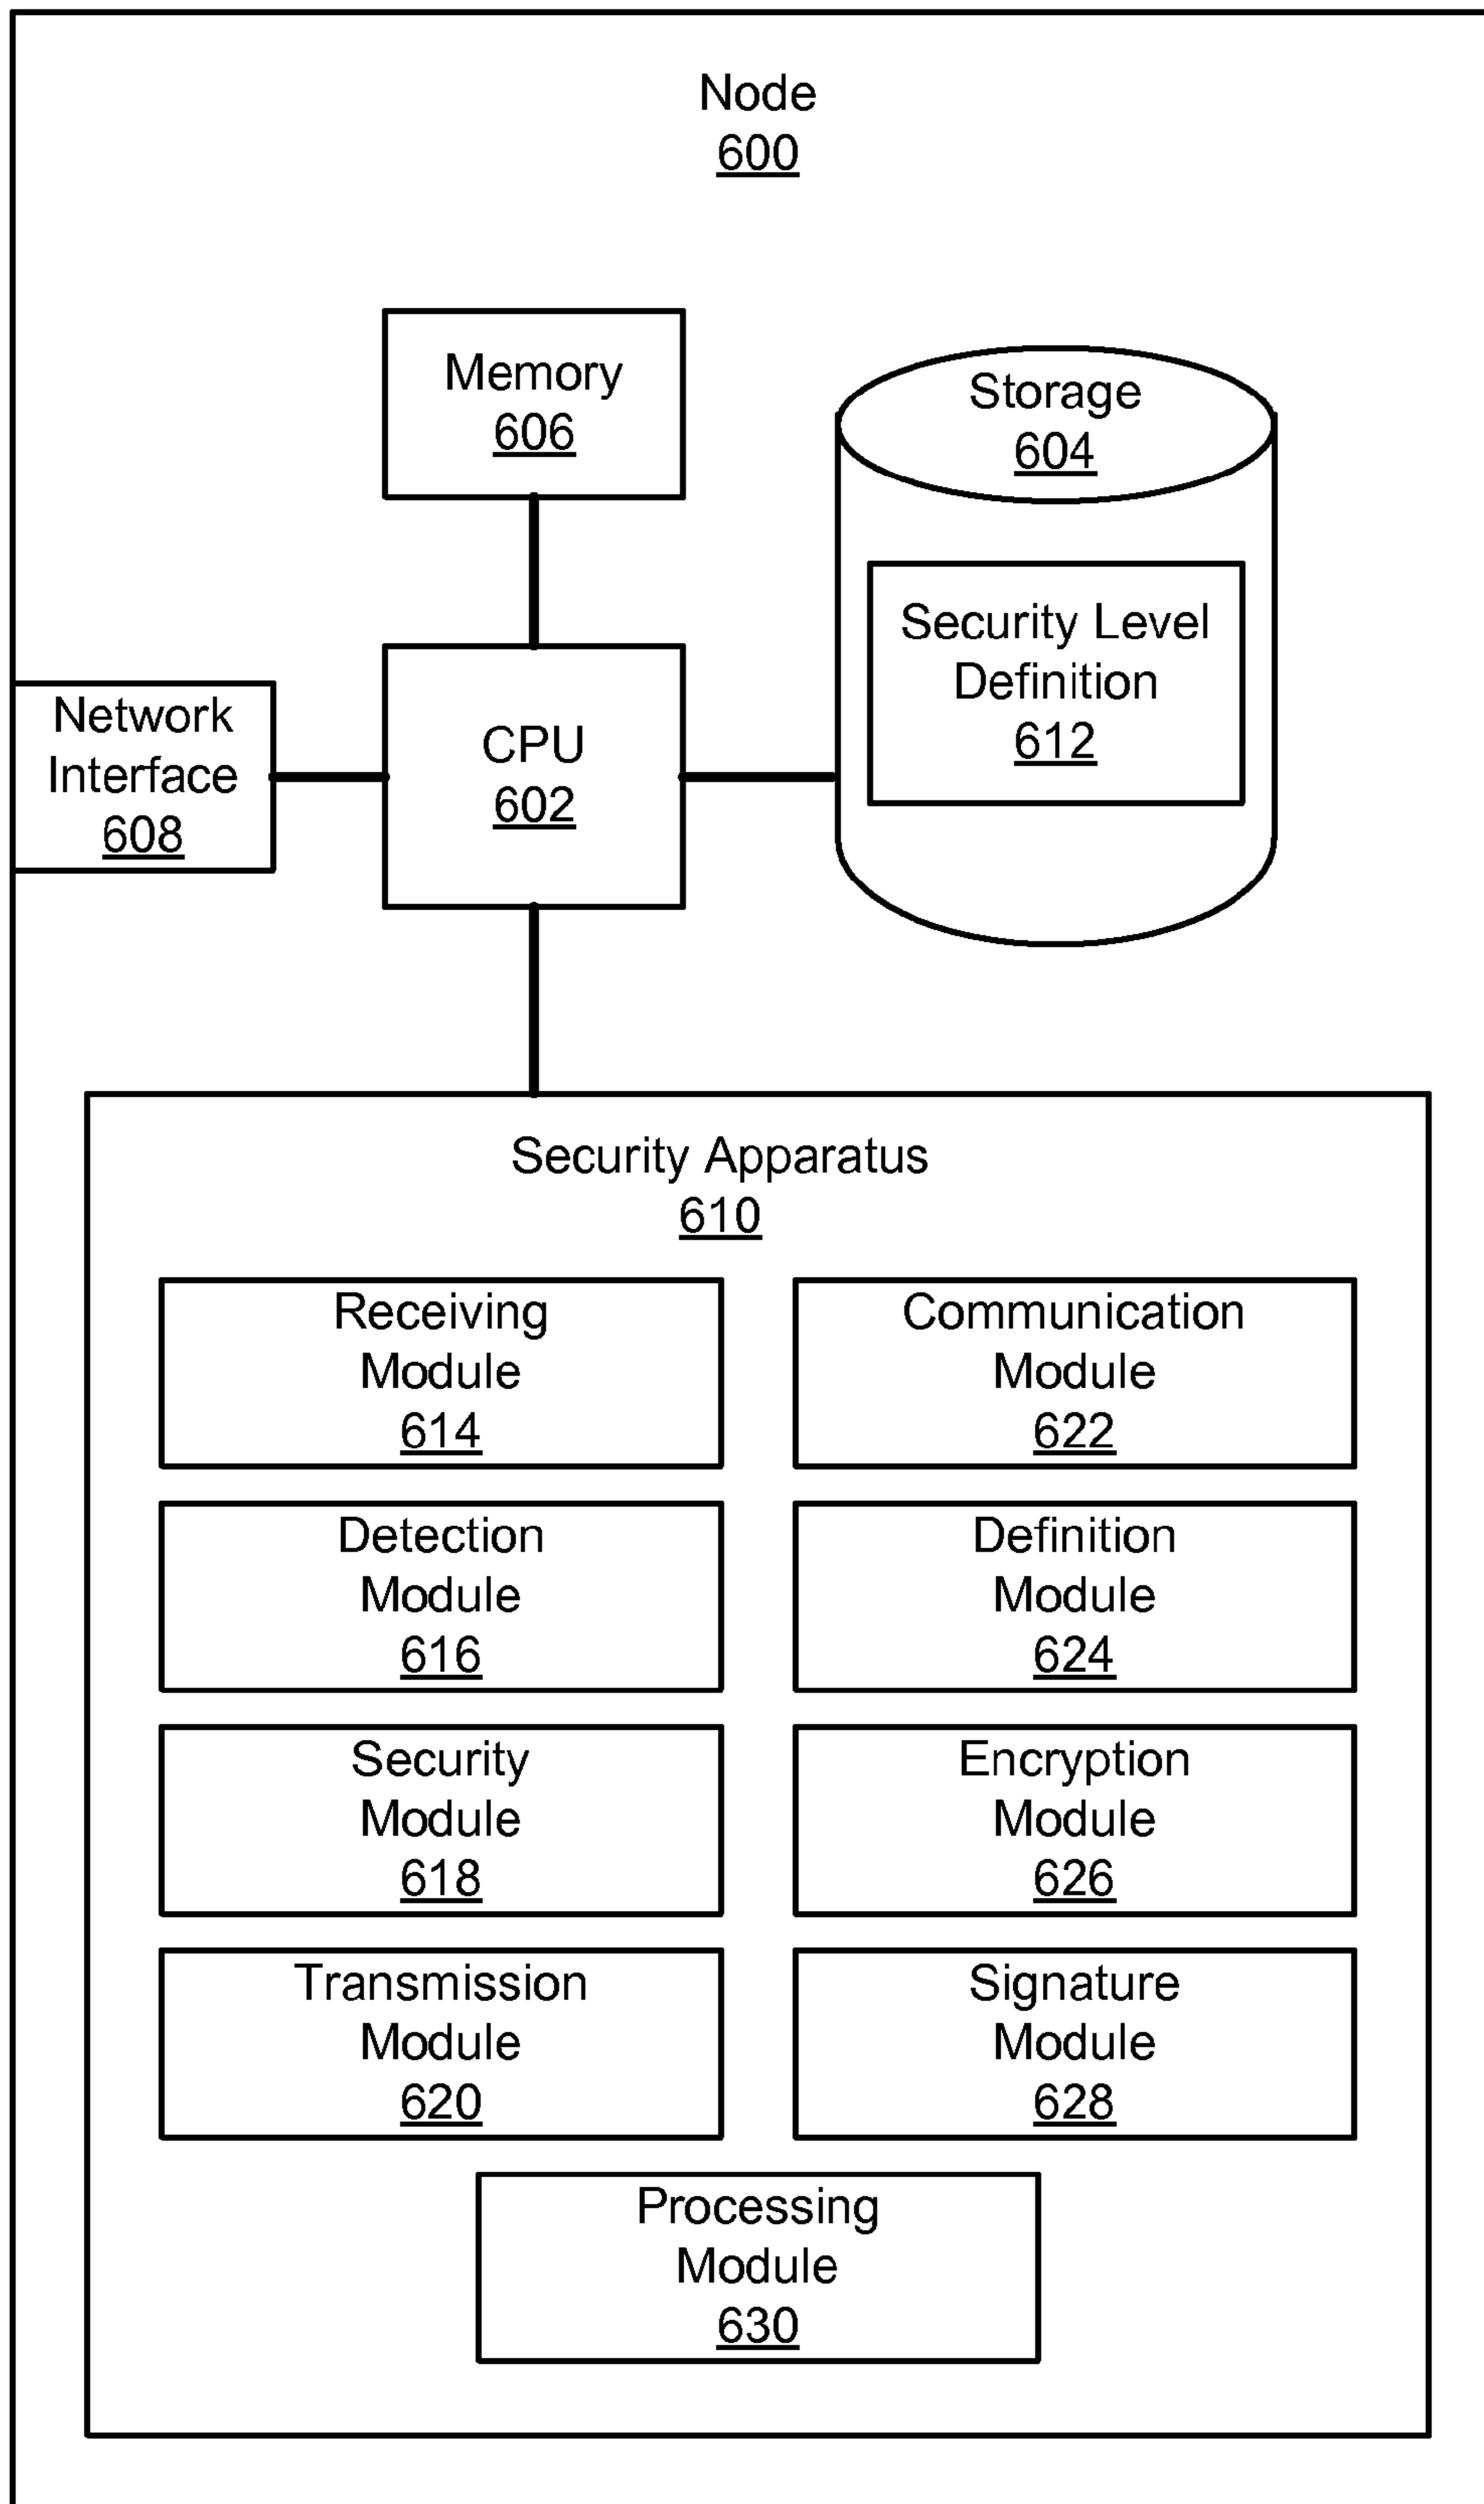 Node
600
Memory
606
Storage
604
Security Level
Definition
612
Network
Interface
608
CPU
602
Security Apparatus
610
Receiving
Module
614
Communication
Module
622
Detection
Module
616
Definition
Module
624
Security
Module
618
Encryption
Module
626
Transmission
Module
620
Signature
Module
628
Processing
Module
630